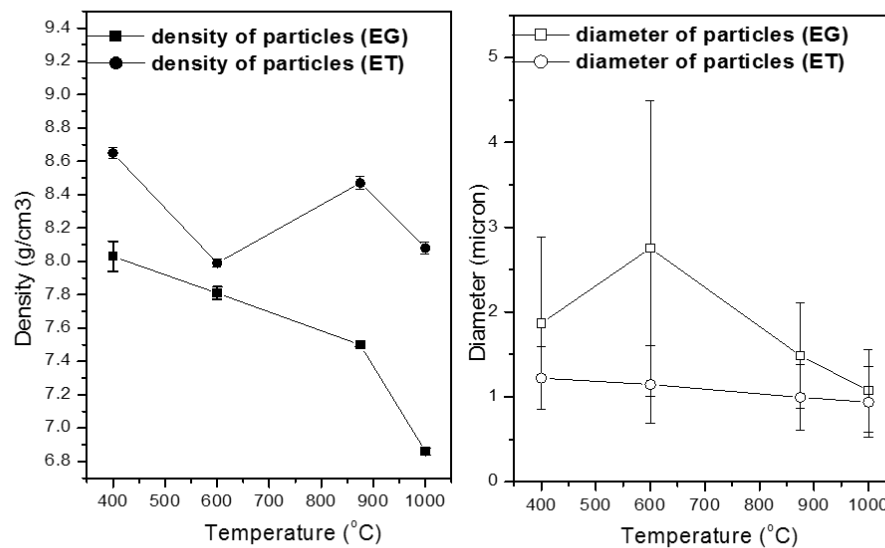 9.4
9.2
9.0
8.8
8.6
8.4
8.2
8.0
7.8
7.6
7.4
7.2
7.0
6.8
Density (g/cm3)
density of particles (EG)
density of particles (ET)
400 500 600 700 800 900 1000
Temperature (°C)
5
4
3
2
1
0
Diameter (micron)
diameter of particles (EG)
diameter of particles (ET)
400 500 600 700 800 900 1000
Temperature (°C)